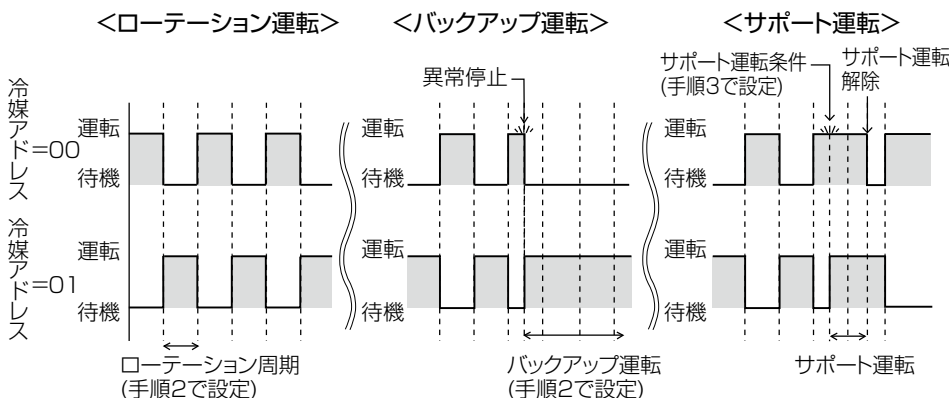 <ローテーション運転>
<バックアップ運転>
<サポート運転>
異常停止
サポート運転条件
(手順3で設定)
サポート運転
解除
冷媒アドレス=00
運転
待機
運転
待機
運転
待機
冷媒アドレス=01
運転
待機
運転
待機
運転
待機
ローテーション周期
(手順2で設定)
バックアップ運転
(手順2で設定)
サポート運転